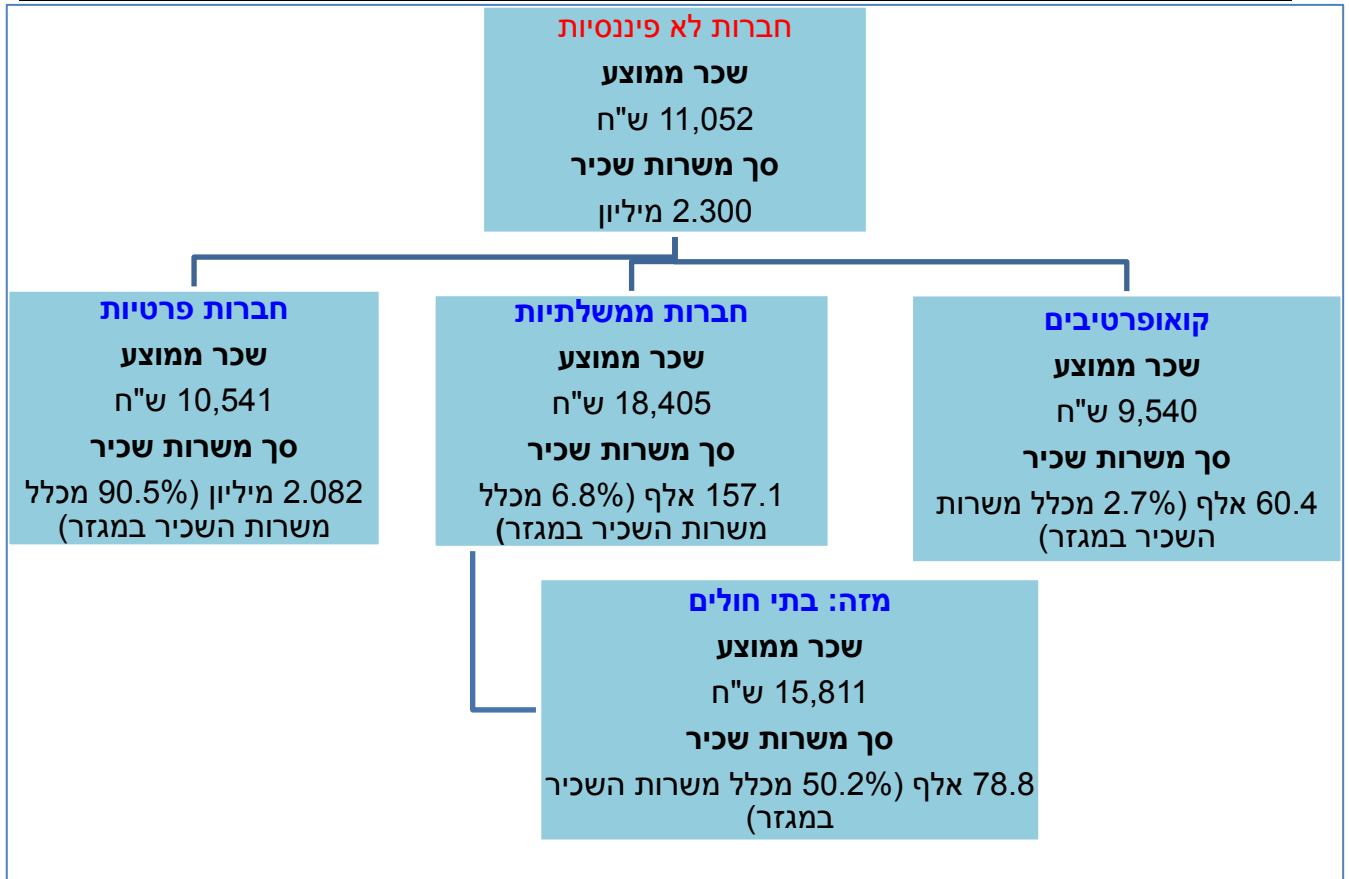 חברות לא פיננסיות
שכר ממוצע
11,052 ש"ח
סך משרות שכיר
2.300 מיליון
קואופרטיבים
שכר ממוצע
9,540 ש"ח
סך משרות שכיר
60.4 אלף (2.7% מכלל משרות
השכיר במגזר)
חברות ממשלתיות
שכר ממוצע
18,405 ש"ח
סך משרות שכיר
157.1 אלף (6.8% מכלל
משרות השכיר במגזר)
חברות פרטיות
שכר ממוצע
10,541 ש"ח
סך משרות שכיר
2.082 מיליון (90.5% מכלל
משרות השכיר במגזר)
מזה: בתי חולים
שכר ממוצע
15,811 ש"ח
סך משרות שכיר
78.8 אלף (50.2% מכלל משרות השכיר
במגזר)